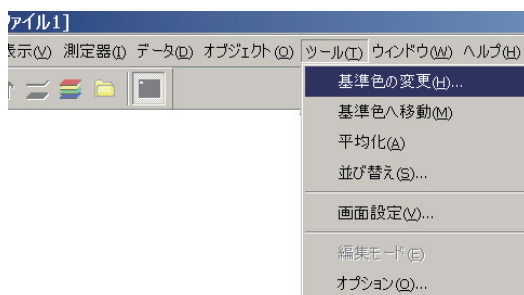 ァイル1]
表示(V) 測定器(I) データ(D) オブジェクト(O) ツール(T) ウィンドウ(W) ヘルプ(H)
基準色の変更(H)...
基準色へ移動(M)
平均化(A)
並び替え(S)...
画面設定(V)...
編集モード(E)
オプション(O)...